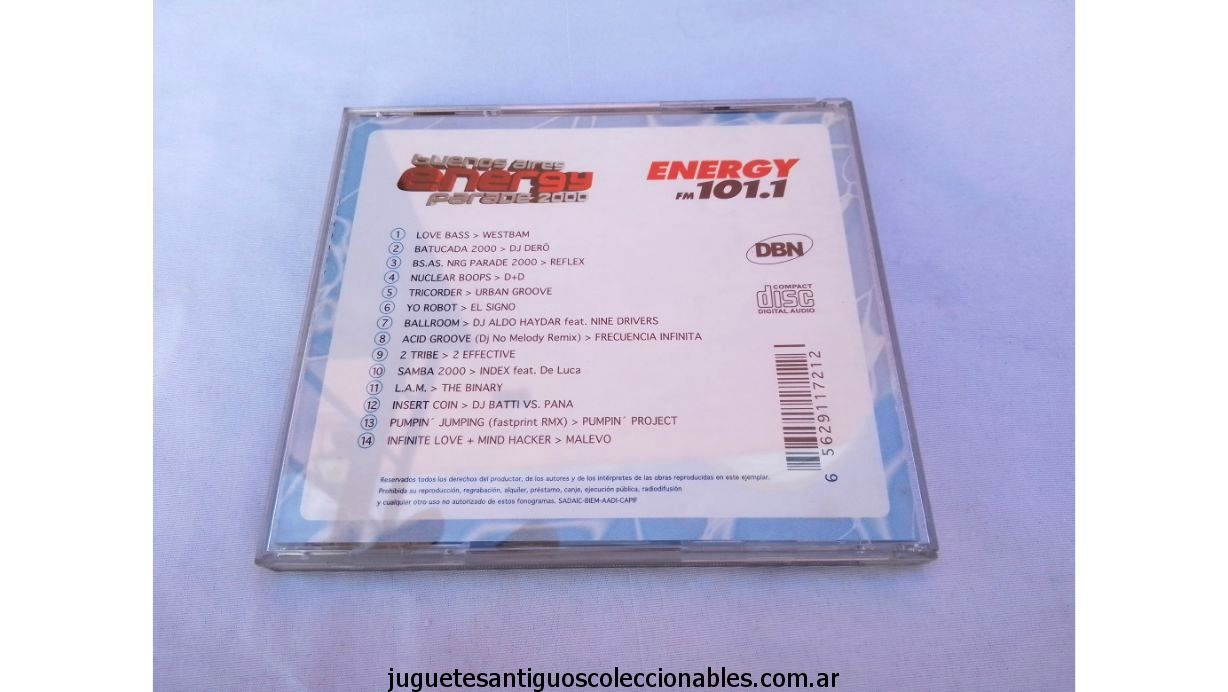 buenos aires
energy
parade 2000
ENERGY
FM 101.1
1 LOVE BASS > WESTBAM
2 BATUCADA 2000 > DJ DERÓ
3 BS.AS. NRG PARADE 2000 > REFLEX
4 NUCLEAR BOOPS > D+D
5 TRICORDER > URBAN GROOVE
6 YO ROBOT > EL SIGNO
7 BALLROOM > DJ ALDO HAYDAR feat. NINE DRIVERS
8 ACID GROOVE (Dj No Melody Remix) > FRECUENCIA INFINITA
9 2 TRIBE > 2 EFFECTIVE
10 SAMBA 2000 > INDEX feat. De Luca
11 L.A.M. > THE BINARY
12 INSERT COIN > DJ BATTI VS. PANA
13 PUMPIN´ JUMPING (fastprint RMX) > PUMPIN´ PROJECT
14 INFINITE LOVE + MIND HACKER > MALEVO
DBN
COMPACT
disc
DIGITAL AUDIO
6 56291 17212
Reservados todos los derechos del productor, de los autores y de los intérpretes de las obras reproducidas en este ejemplar.
Prohibida su reproducción, regrabación, alquiler, préstamo, canje, ejecución pública, radiodifusión
y cualquier otro uso no autorizado de estos fonogramas. SADAIC-BIEM-AADI-CAPIF
juguetesantiguoscoleccionables.com.ar